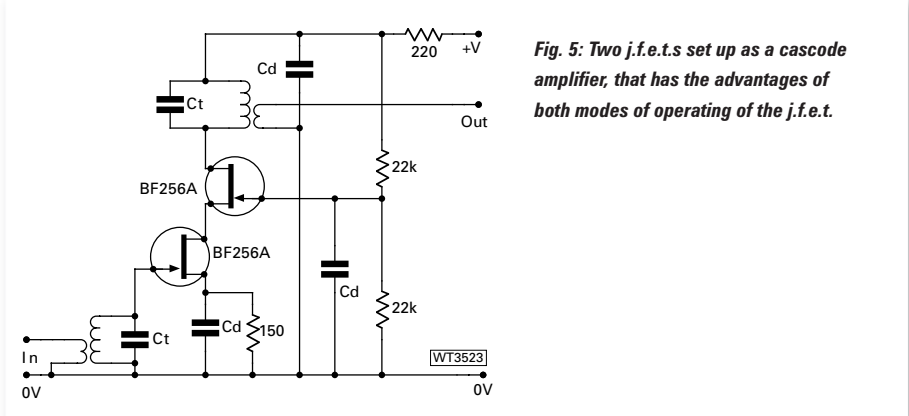 220
+V
Cd
Ct
Out
22k
BF256A
BF256A
Cd
22k
Cd
150
Ct
In
WT3523
0V
0V
Fig. 5: Two j.f.e.t.s set up as a cascode
amplifier, that has the advantages of
both modes of operating of the j.f.e.t.